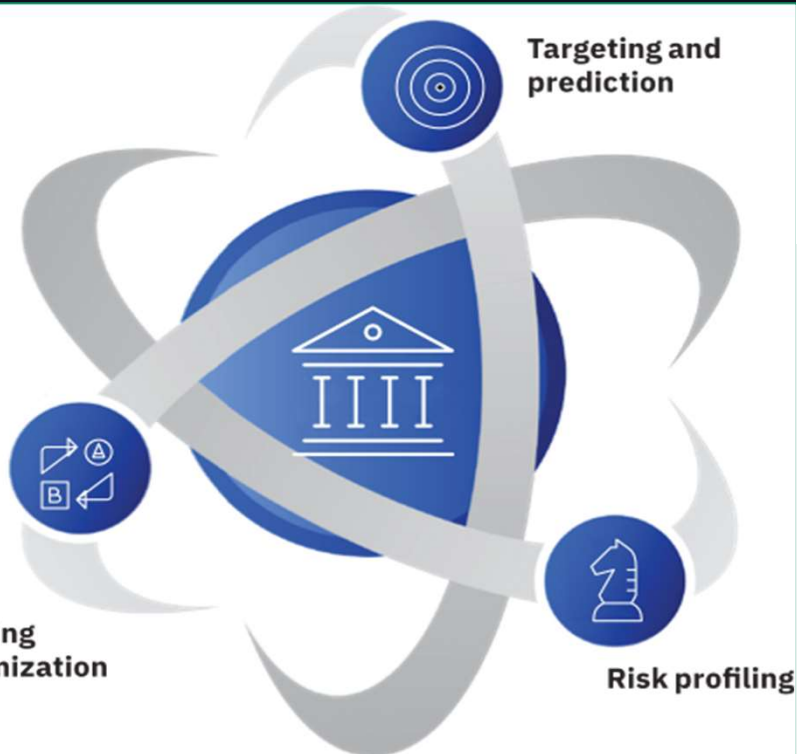 Targeting and
prediction
A
B
ng
nization
Risk profiling